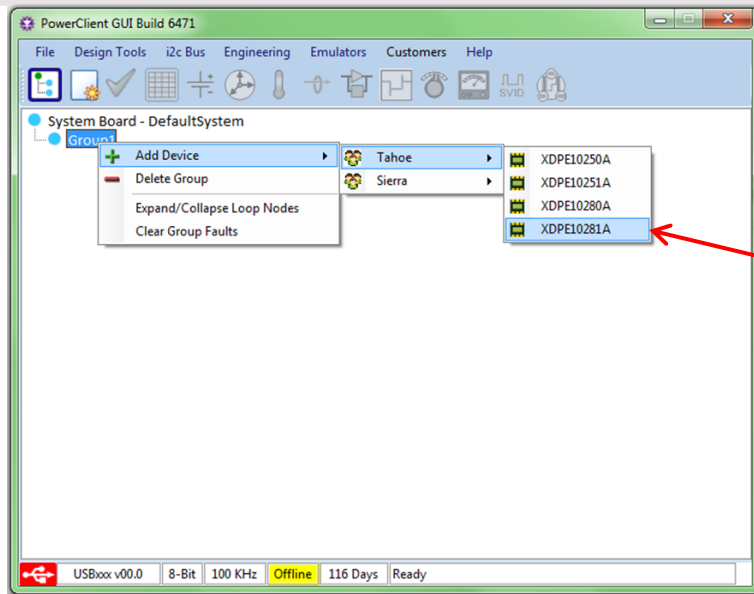 PowerClient GUI Build 6471
File Design Tools i2c Bus Engineering Emulators Customers Help
SVID
System Board - DefaultSystem
Group1
Add Device
Delete Group
Expand/Collapse Loop Nodes
Clear Group Faults
Tahoe
Sierra
XDPE10250A
XDPE10251A
XDPE10280A
XDPE10281A
USBxxx v00.0 8-Bit 100 KHz Offline 116 Days Ready